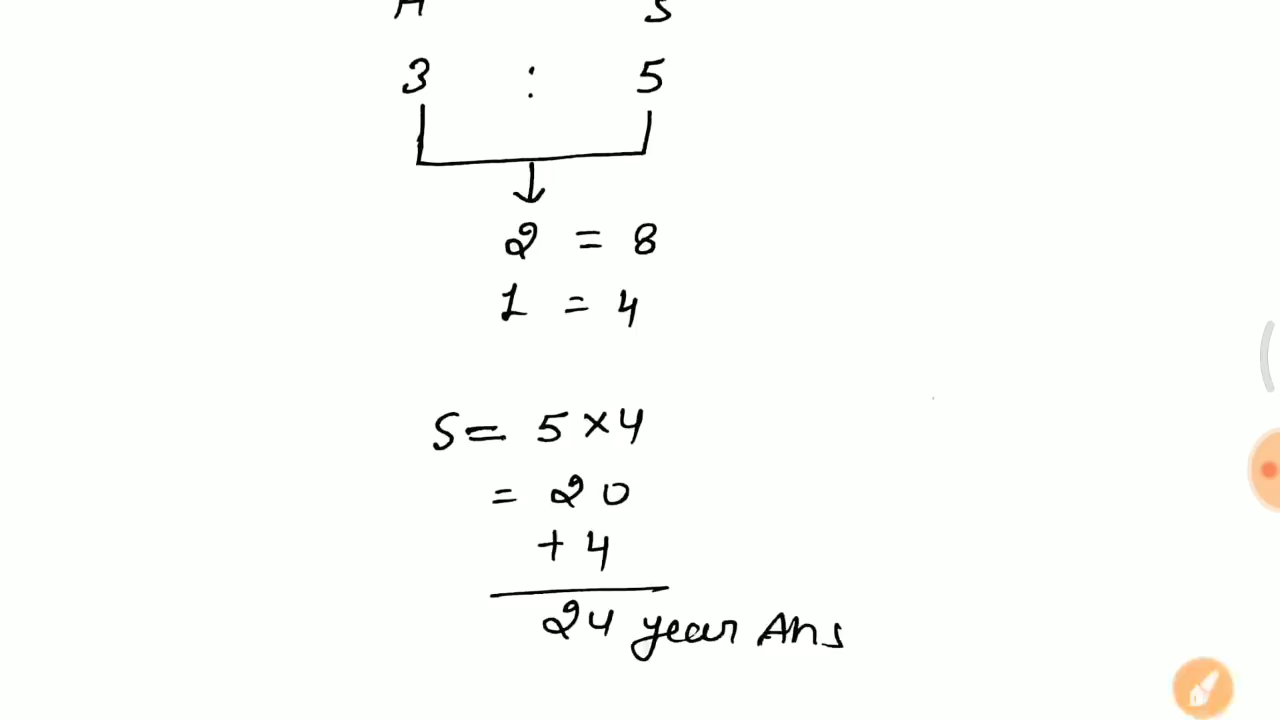 A S
3 : 5
2 = 8
1 = 4
S = 5 × 4
= 20
+ 4
24 year Ans